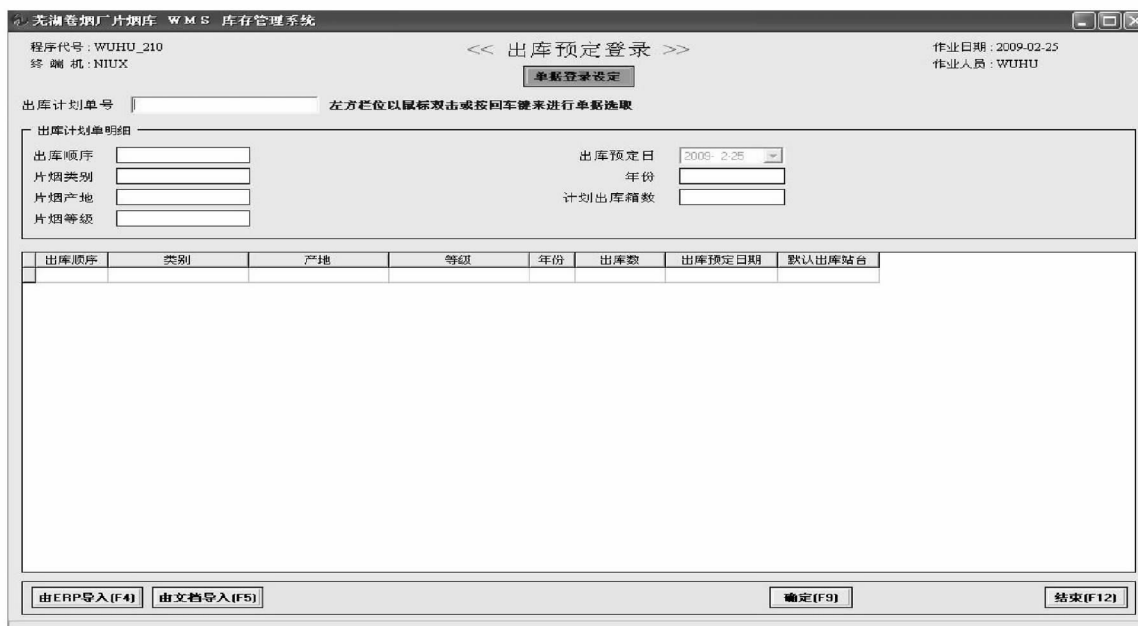 芜湖卷烟厂片烟库 WMS 库存管理系统
程序代号:WUHU_210
<< 出库预定登录 >>
作业日期:2009-02-25
终端机:NIUX
单据登录设定
作业人员:WUHU
出库计划单号
左方栏位以鼠标双击或按回车键来进行单据选取
出库计划单明细
出库顺序
出库预定日
2009- 2-25
片烟类别
年份
片烟产地
计划出库箱数
片烟等级
出库顺序 类别 产地 等级 年份 出库数 出库预定日期 默认出库站台
由ERP导入(F4) 由文档导入(F5) 确定(F9) 结束(F12)